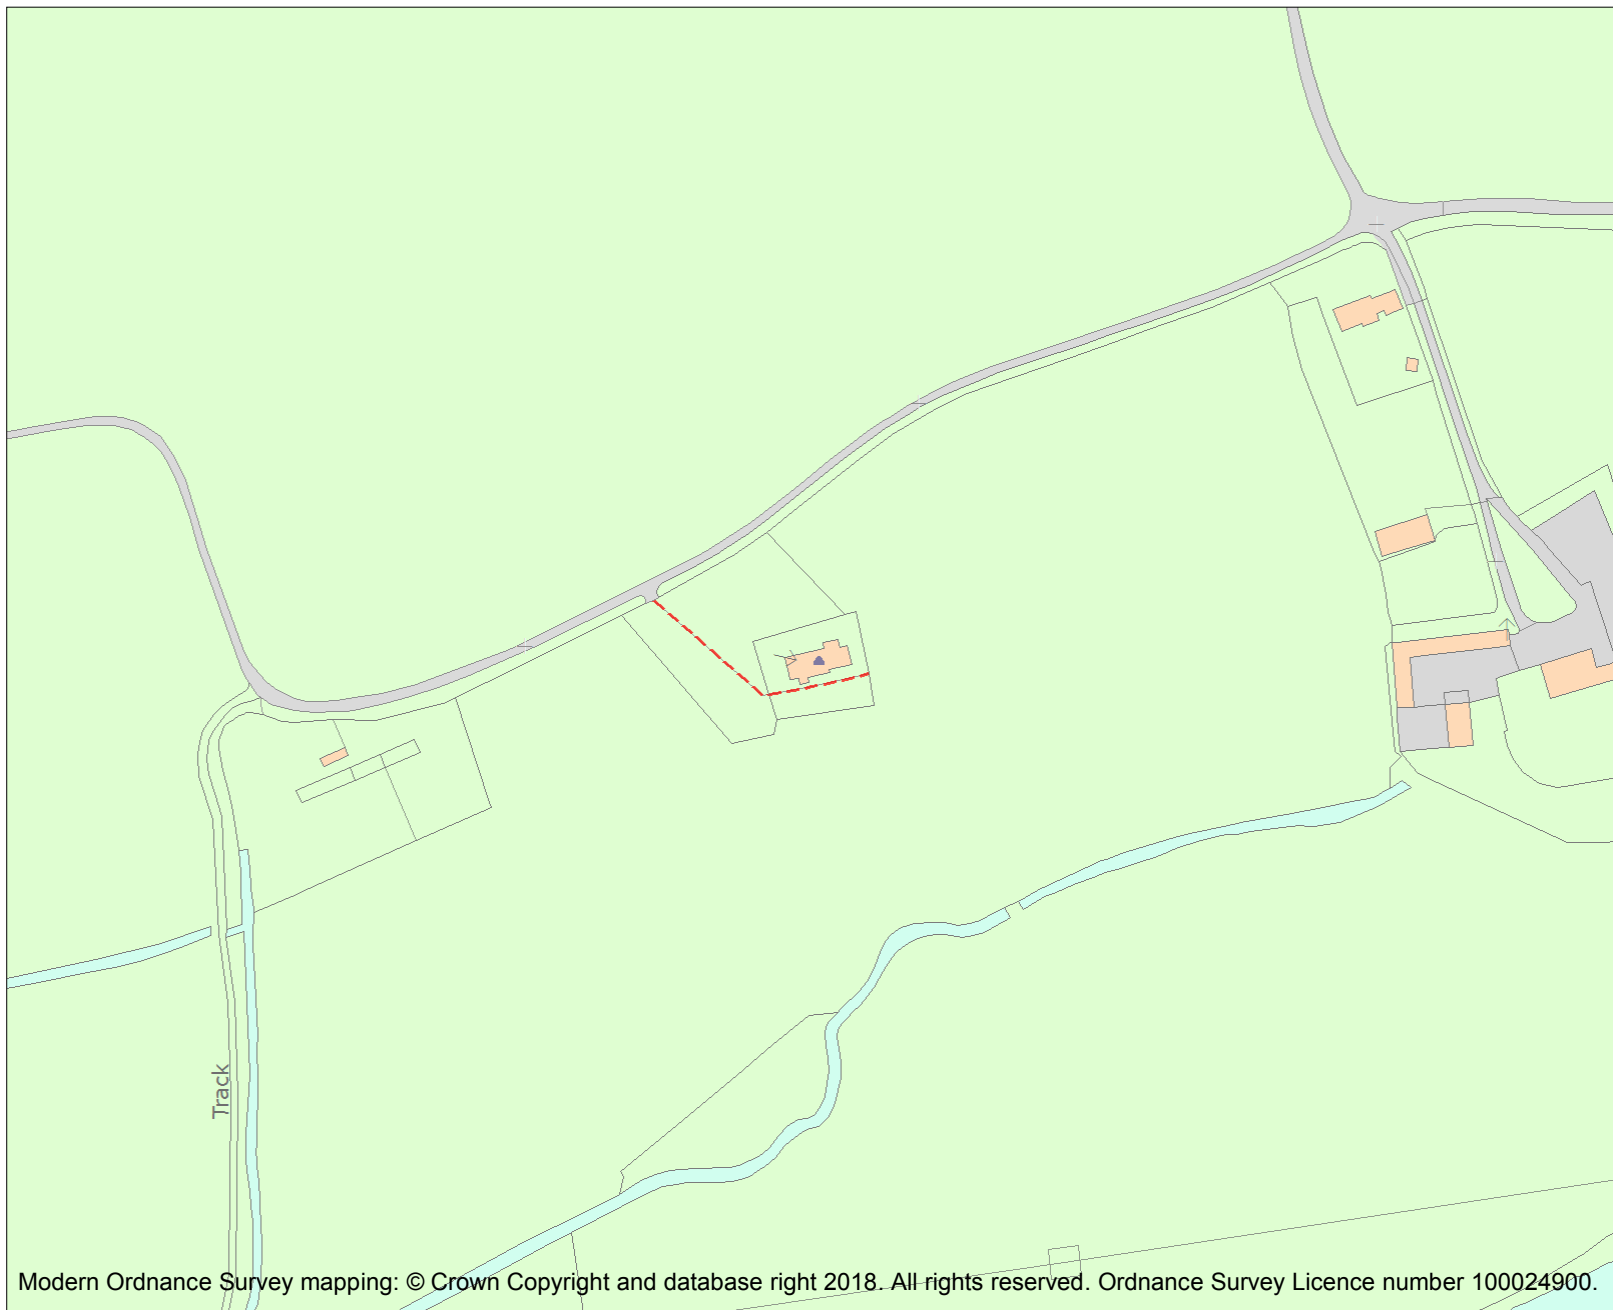 Track
Modern Ordnance Survey mapping: © Crown Copyright and database right 2018. All rights reserved. Ordnance Survey Licence number 100024900.